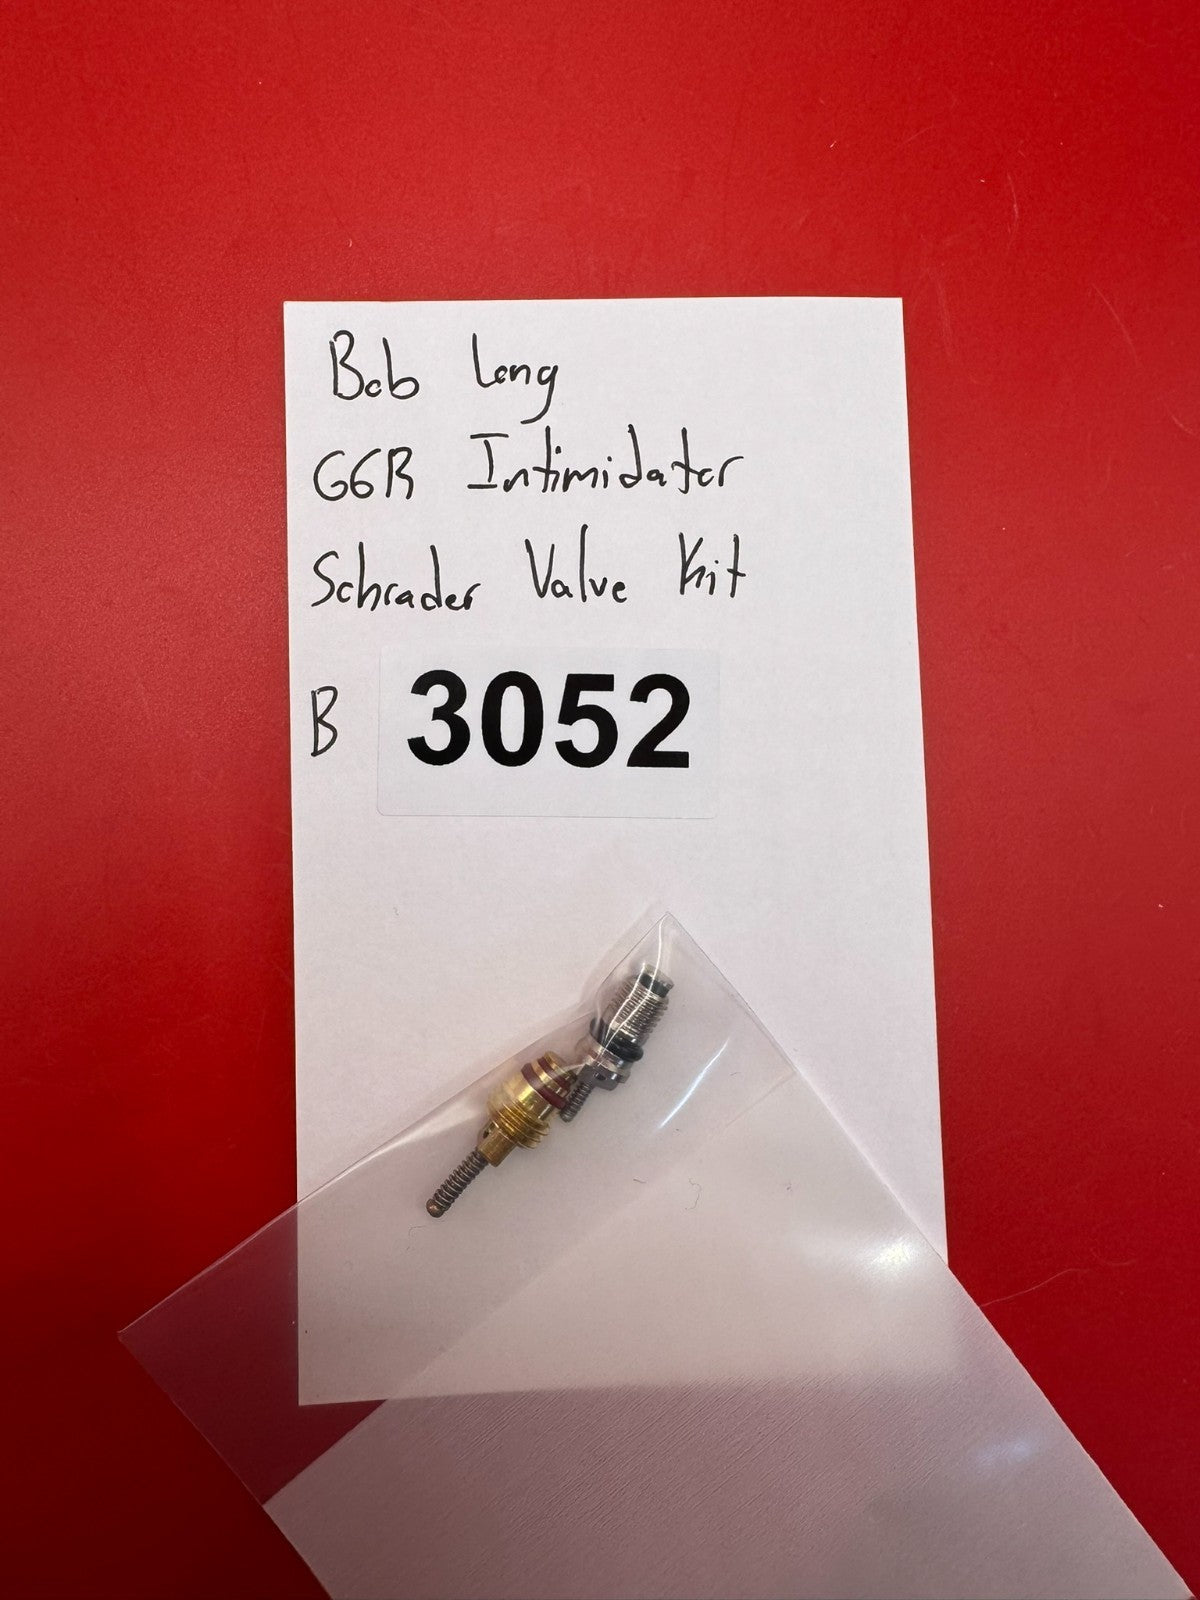 Bob Long
G6R Intimidator
Schrader Valve Kit
B 3052